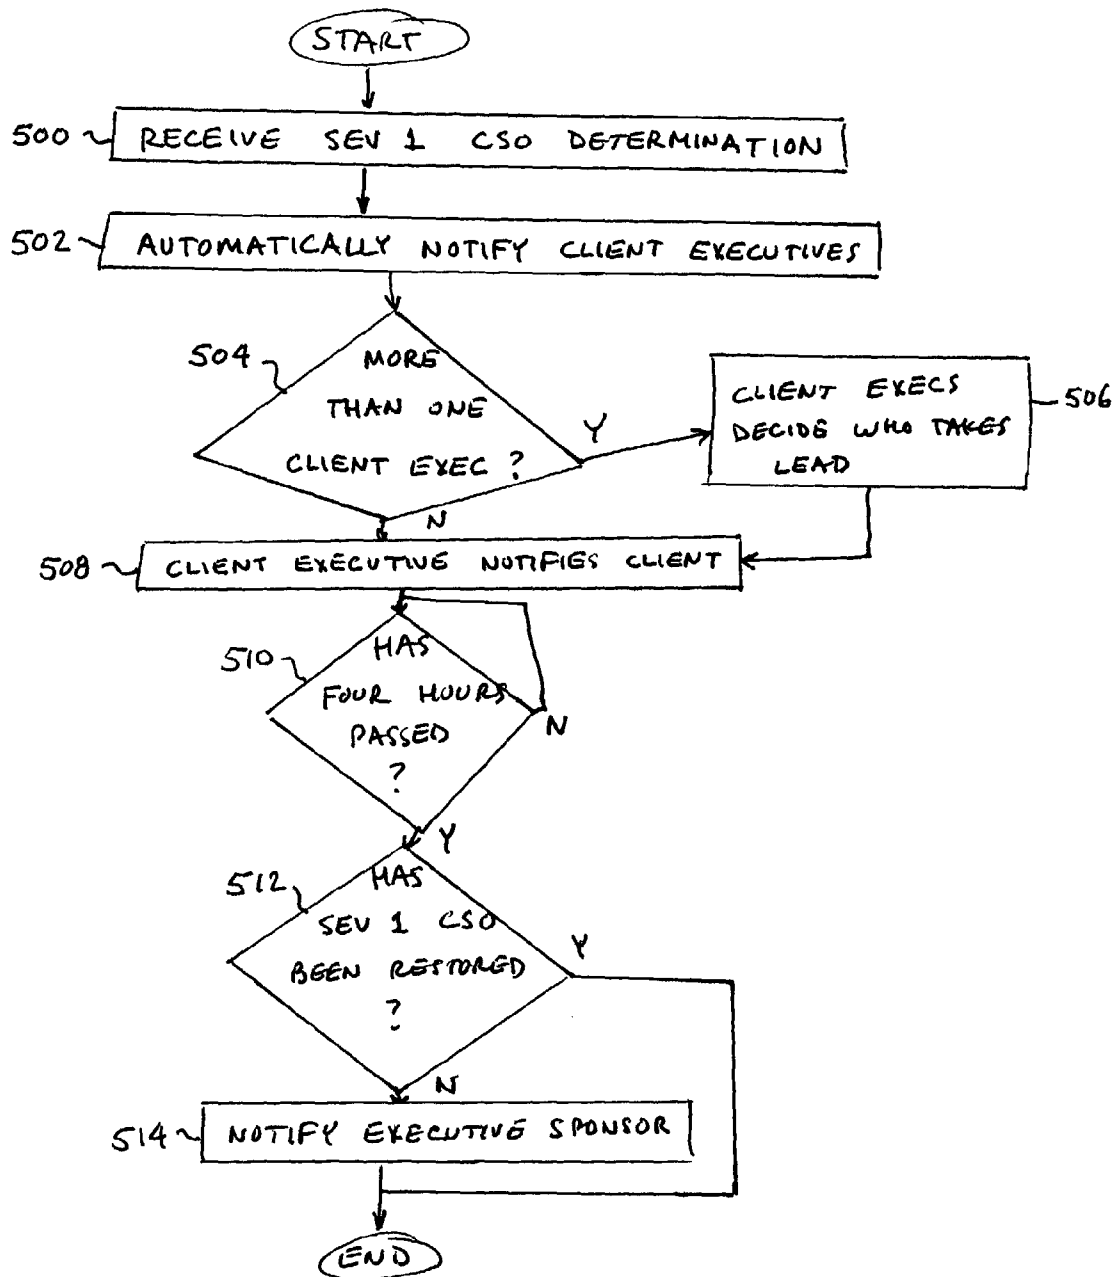 START
500 RECEIVE SEV 1 CSO DETERMINATION
502 AUTOMATICALLY NOTIFY CLIENT EXECUTIVES
504
MORE
THAN ONE
CLIENT EXEC ?
Y
N
CLIENT EXECS
DECIDE WHO TAKES
LEAD
506
508 CLIENT EXECUTIVE NOTIFIES CLIENT
510
HAS
FOUR HOURS
PASSED
?
N
Y
512
HAS
SEV 1 CSO
BEEN RESTORED
?
Y
N
514 NOTIFY EXECUTIVE SPONSOR
END